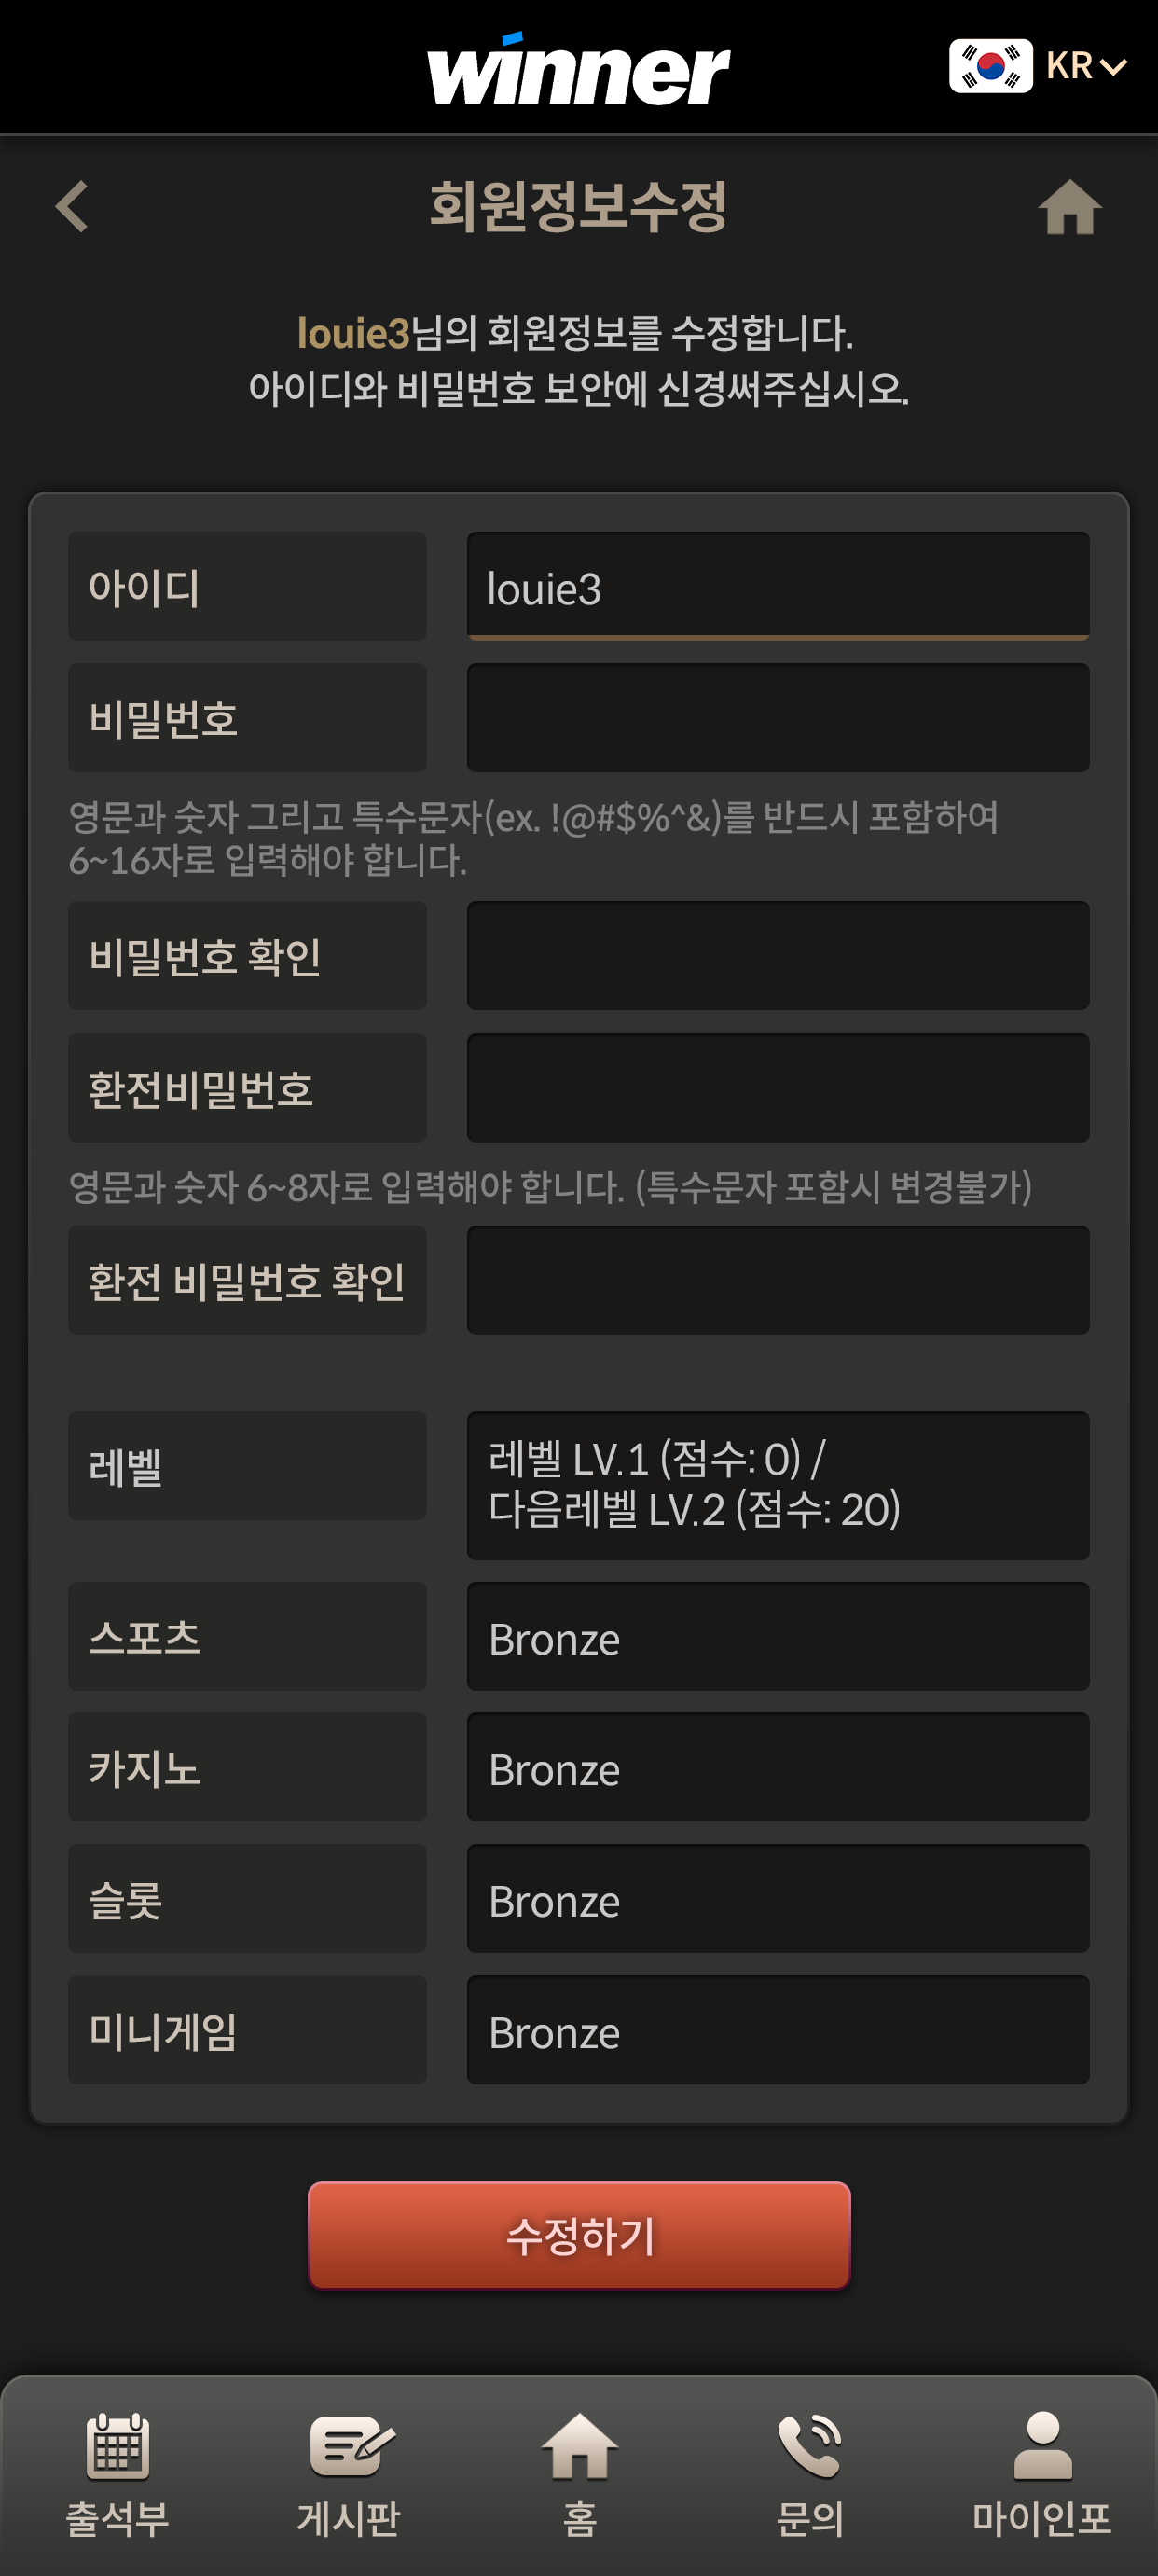 winner
KR
회원정보수정
louie3님의 회원정보를 수정합니다.
아이디와 비밀번호 보안에 신경써주십시오.
아이디
louie3
비밀번호
영문과 숫자 그리고 특수문자(ex. !@#$%^&)를 반드시 포함하여
6~16자로 입력해야 합니다.
비밀번호 확인
환전비밀번호
영문과 숫자 6~8자로 입력해야 합니다. (특수문자 포함시 변경불가)
환전 비밀번호 확인
레벨
레벨 LV.1 (점수: 0) /
다음레벨 LV.2 (점수: 20)
스포츠
Bronze
카지노
Bronze
슬롯
Bronze
미니게임
Bronze
수정하기
출석부
게시판
홈
문의
마이인포